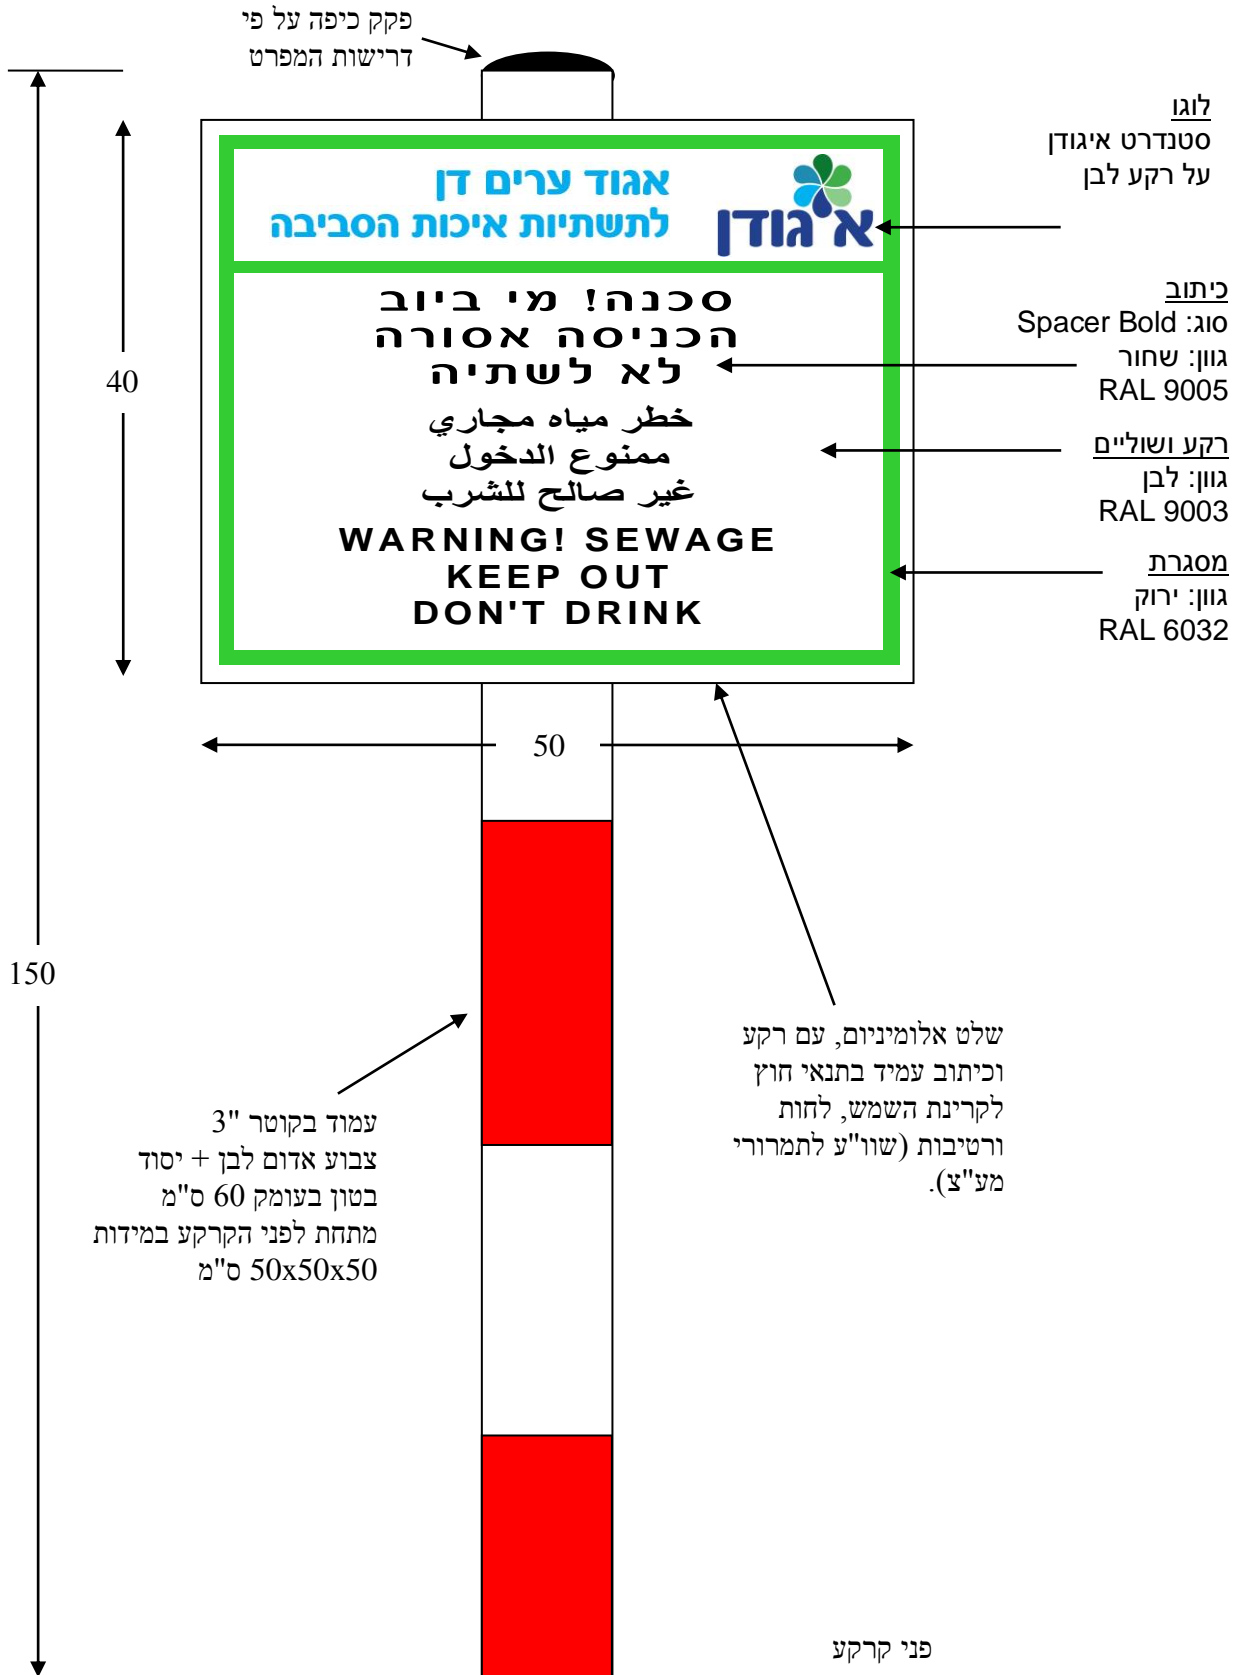 פקק כיפה על פי
דרישות המפרט
לוגו
סטנדרט איגודן
על רקע לבן
אגוד ערים דן
לתשתיות איכות הסביבה
איגודן
סכנה! מי ביוב
הכניסה אסורה
לא לשתיה
خطر مياه مجاري
ممنوع الدخول
غير صالح للشرب
WARNING! SEWAGE
KEEP OUT
DON'T DRINK
כיתוב
סוג: Spacer Bold
גוון: שחור
RAL 9005
רקע ושוליים
גוון: לבן
RAL 9003
מסגרת
גוון: ירוק
RAL 6032
40
50
150
שלט אלומיניום, עם רקע
וכיתוב עמיד בתנאי חוץ
לקרינת השמש, לחות
ורטיבות (שוו"ע לתמרורי
מע"צ).
עמוד בקוטר 3"
צבוע אדום לבן + יסוד
בטון בעומק 60 ס"מ
מתחת לפני הקרקע במידות
50x50x50 ס"מ
פני קרקע